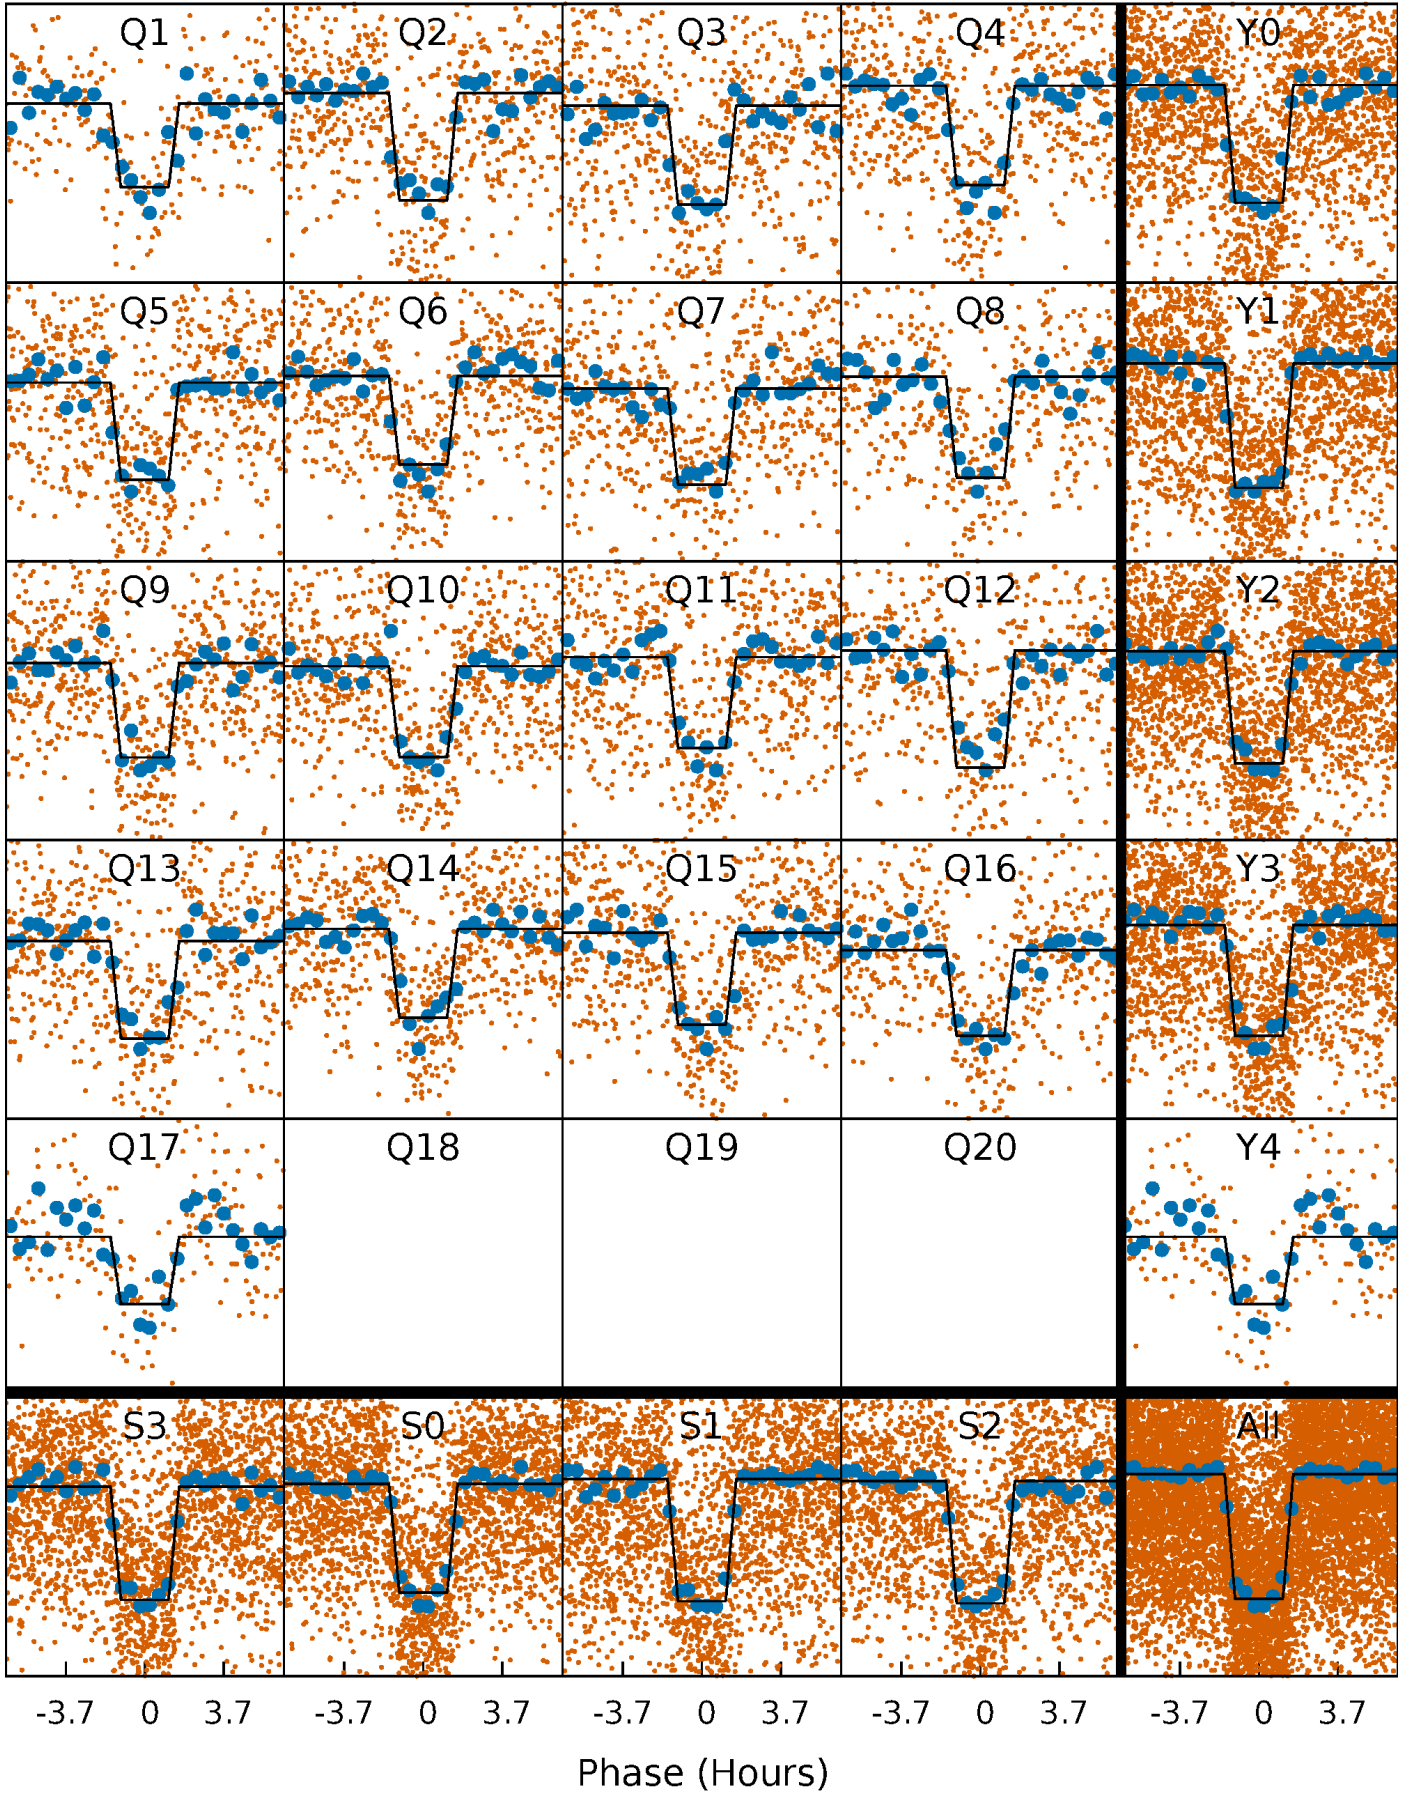 Q1 Q2 Q3 Q4 Y0
Q5 Q6 Q7 Q8 Y1
Q9 Q10 Q11 Q12 Y2
Q13 Q14 Q15 Q16 Y3
Q17 Q18 Q19 Q20 Y4
S3 S0 S1 S2 All
-3.7 0 3.7 -3.7 0 3.7 -3.7 0 3.7 -3.7 0 3.7 -3.7 0 3.7
Phase (Hours)